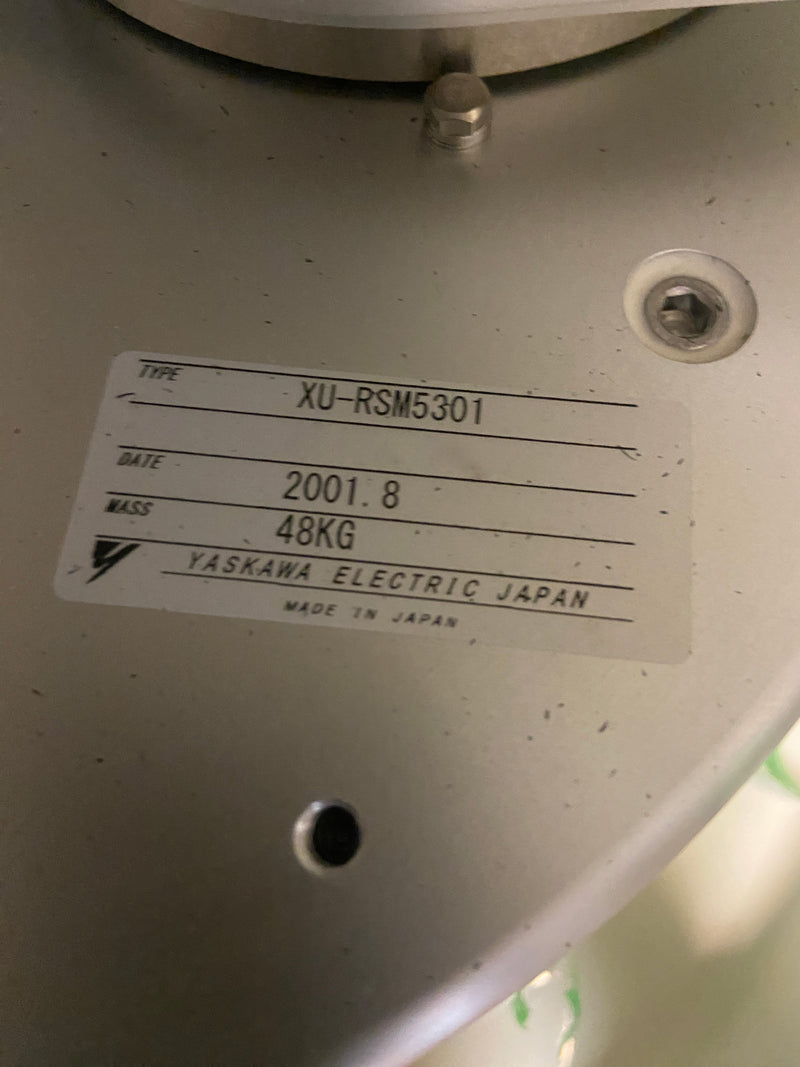 TYPE XU-RSM5301
DATE 2001.8
MASS 48KG
YASKAWA ELECTRIC JAPAN
MADE IN JAPAN